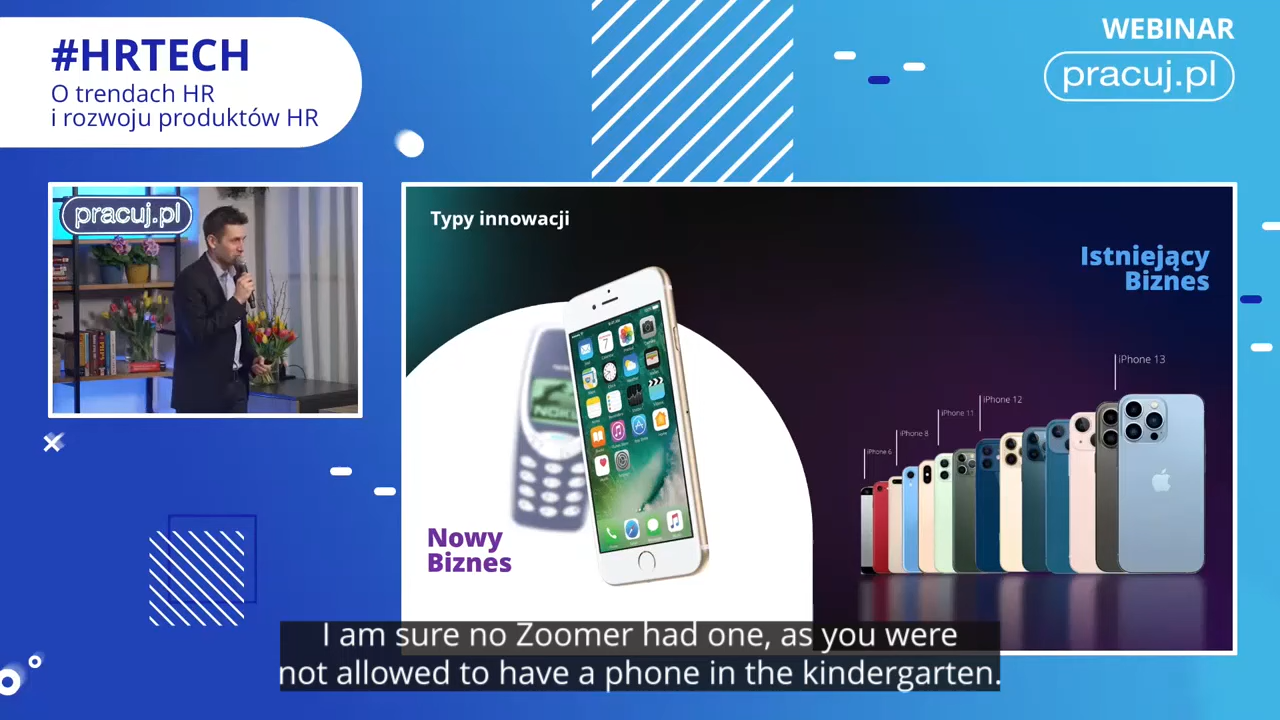 #HRTECH
O trendach HR
i rozwoju produktów HR
WEBINAR
pracuj.pl
pracuj.pl
Typy innowacji
Istniejący
Biznes
NOKIA
Nowy
Biznes
iPhone 6
iPhone 8
iPhone 11
iPhone 12
iPhone 13
I am sure no Zoomer had one, as you were
not allowed to have a phone in the kindergarten.